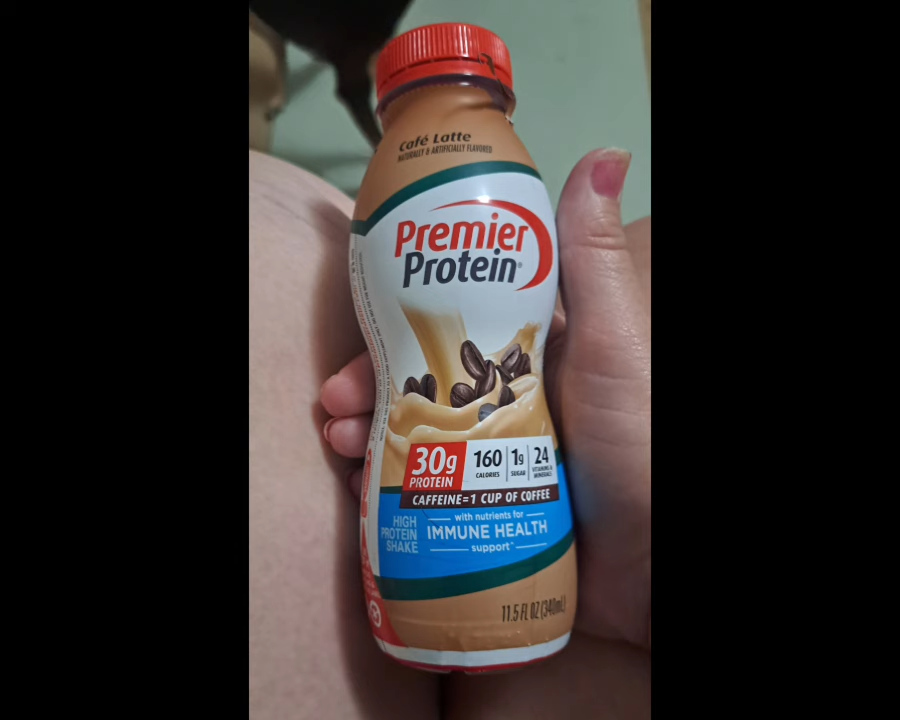 Café Latte
NATURALLY & ARTIFICIALLY FLAVORED
Premier
Protein®
30g
PROTEIN
160
CALORIES
1g
SUGAR
24
VITAMINS &
MINERALS
CAFFEINE=1 CUP OF COFFEE
HIGH
PROTEIN
SHAKE
with nutrients for
IMMUNE HEALTH
support
11.5 FL OZ (340mL)